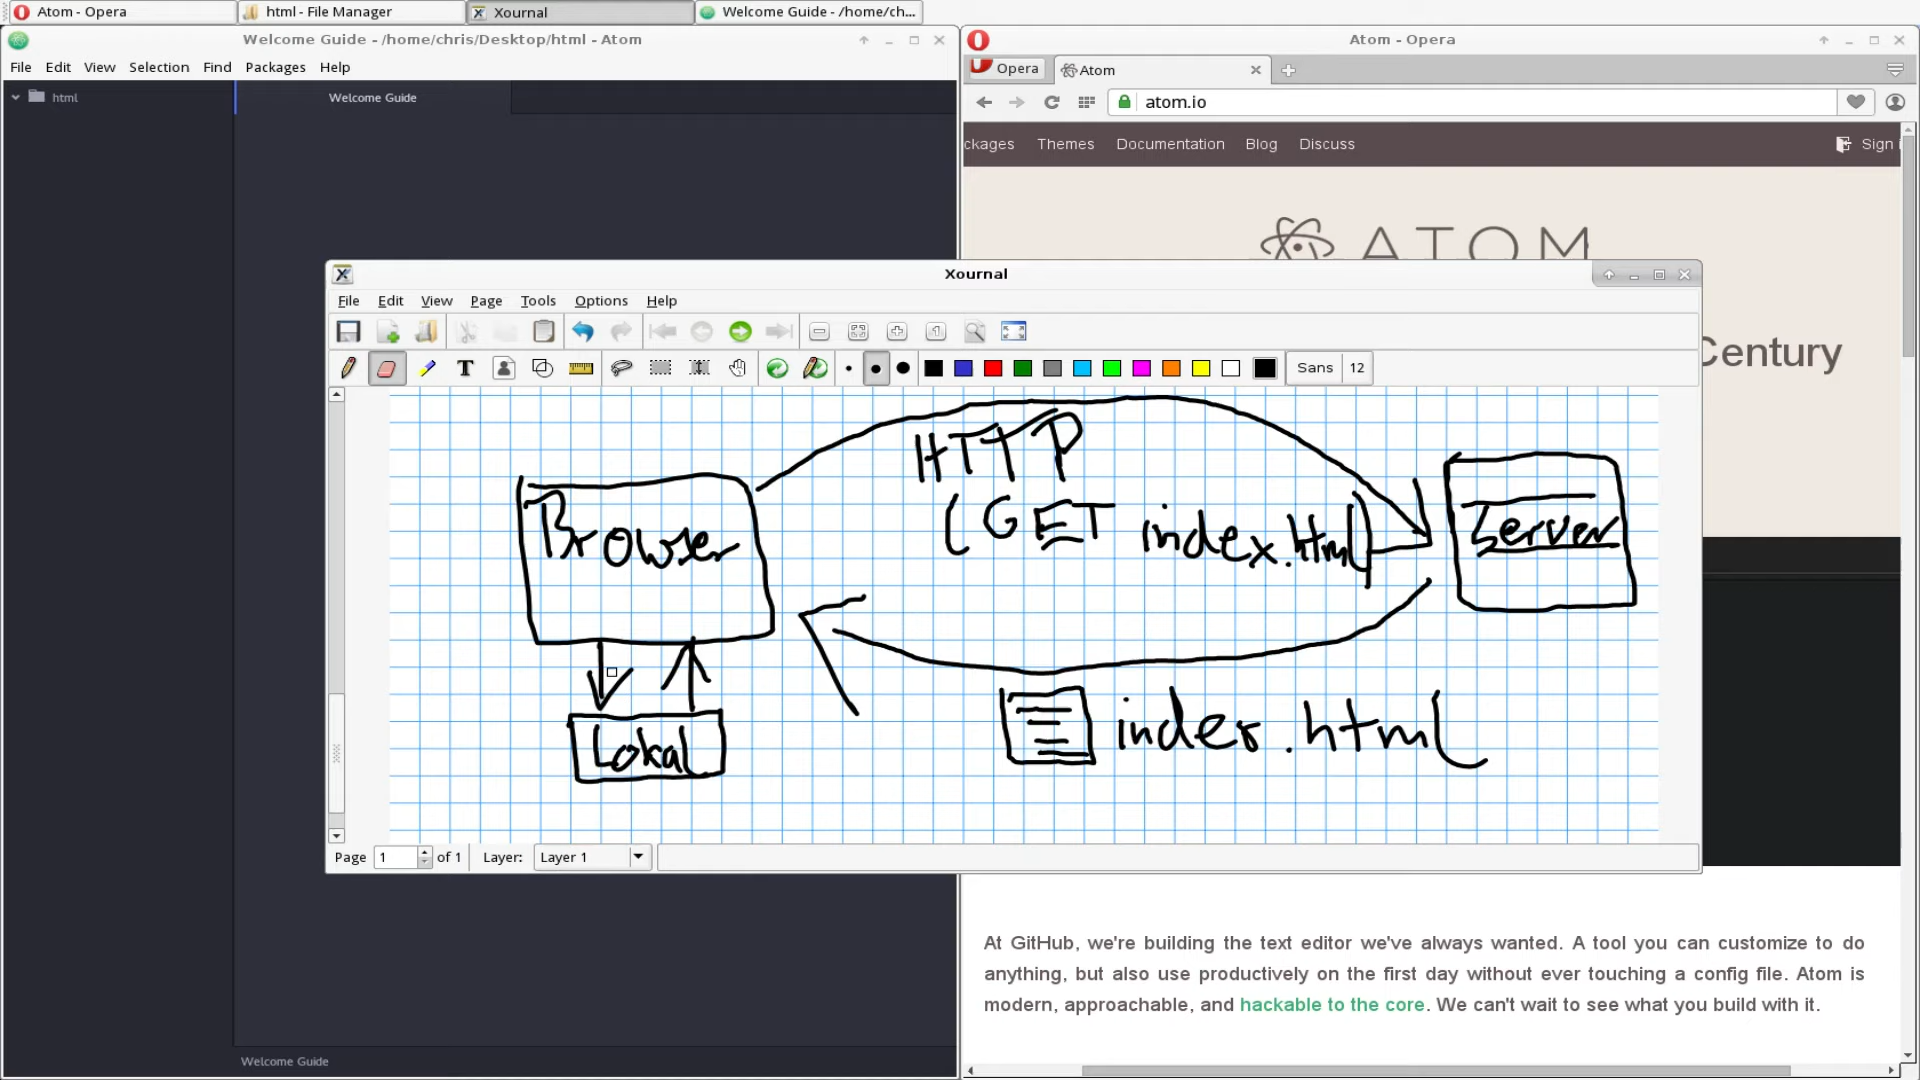 Atom - Opera
html - File Manager
Xournal
Welcome Guide - /home/ch...
Welcome Guide - /home/chris/Desktop/html - Atom
File Edit View Selection Find Packages Help
html
Welcome Guide
Atom - Opera
Opera
Atom
atom.io
ckages Themes Documentation Blog Discuss
Sign i
ATOM
Century
Xournal
File Edit View Page Tools Options Help
Sans 12
HTTP
(GET index.html)
Browser
Server
Lokal
index.html
Page 1 of 1 Layer: Layer 1
At GitHub, we're building the text editor we've always wanted. A tool you can customize to do
anything, but also use productively on the first day without ever touching a config file. Atom is
modern, approachable, and hackable to the core. We can't wait to see what you build with it.
Welcome Guide